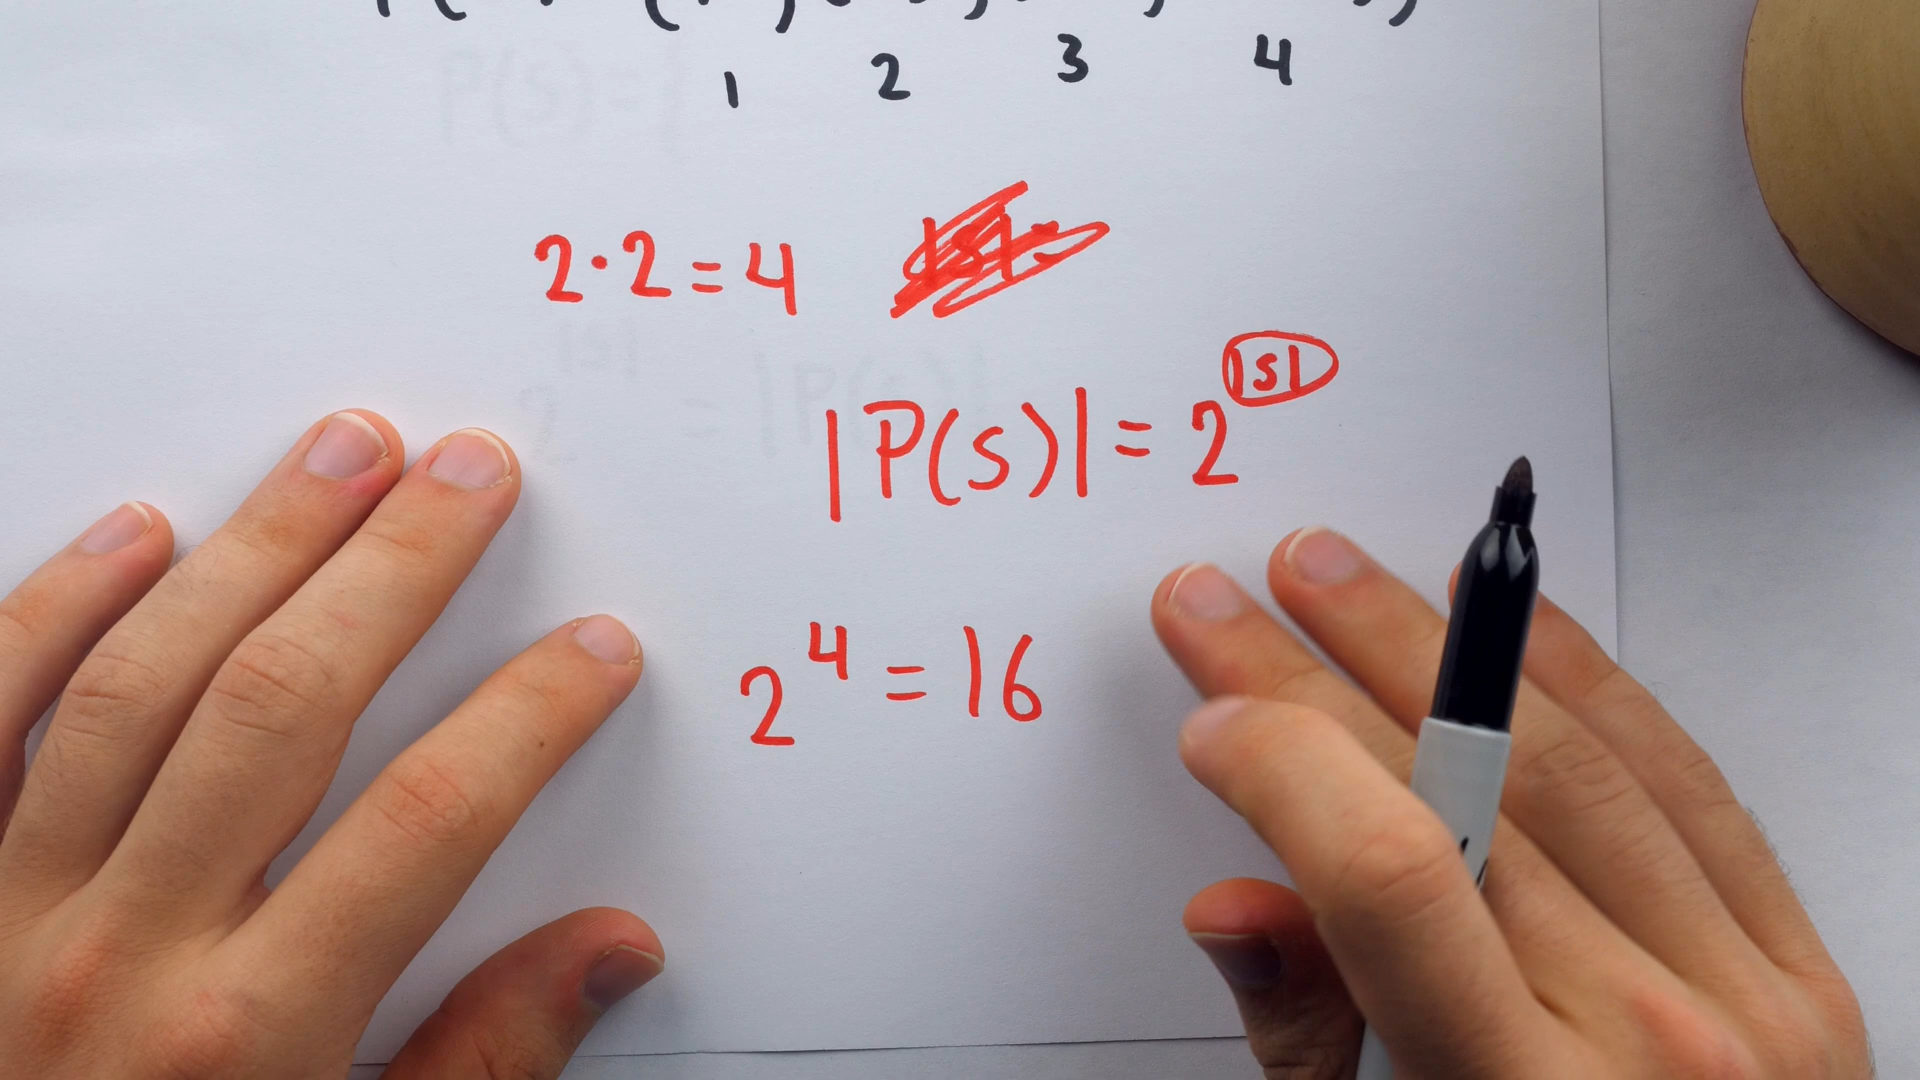 1 2 3 4
2·2=4
|P(S)| = 2^|S|
2^4 = 16